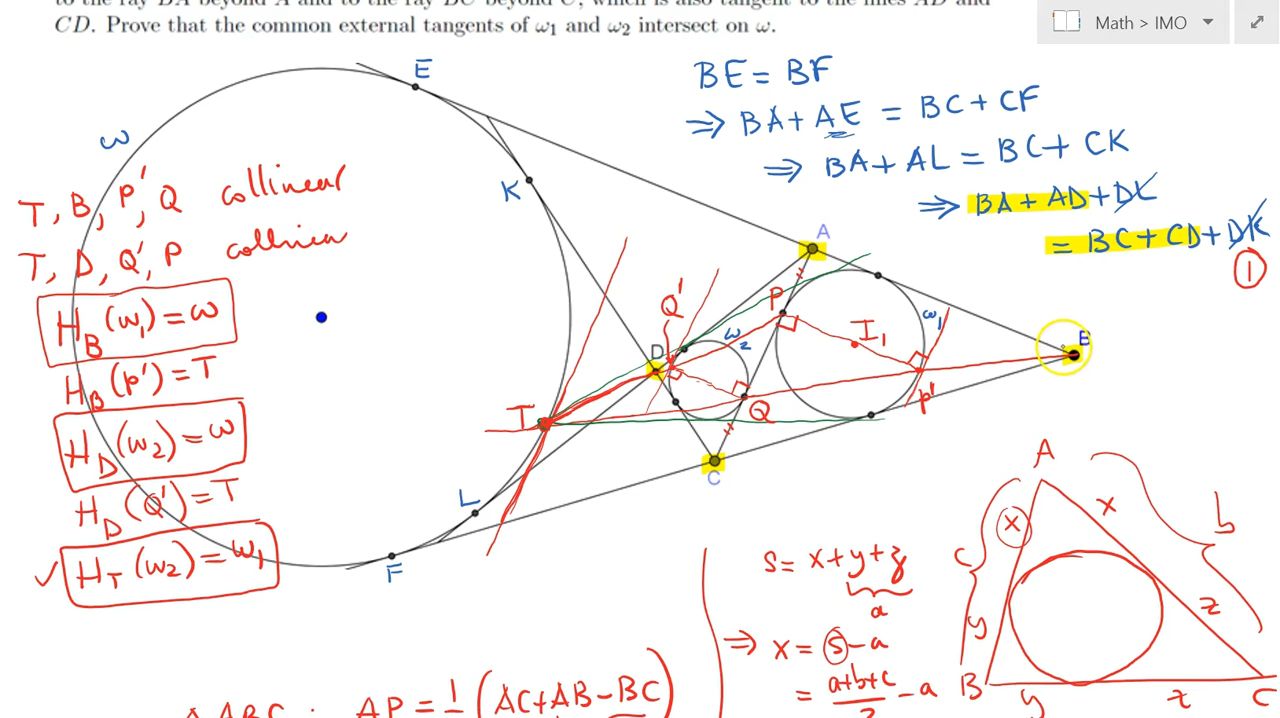 to the ray BA beyond A and to the ray BC beyond C, which is also tangent to the lines AD and
CD. Prove that the common external tangents of ω₁ and ω₂ intersect on ω.
Math > IMO
BE = BF
⇒ BA + AE = BC + CF
⇒ BA + AL = BC + CK
⇒ BA + AD + DL
= BC + CD + DK
①
T, B, P', Q collinear
T, D, Q', P collinear
H_B(ω₁) = ω
H_B(P') = T
H_D(ω₂) = ω
H_D(Q') = T
✓ H_T(ω₂) = ω₁
ω
E
K
A
B
P
ω₁
I₁
P'
Q'
D
ω₂
Q
T
C
L
F
S = x + y + z
a
⇒ x = s - a
= a+b+c/2 - a
A
x
x
c
b
y
z
B
y
z
C
Δ ABC : AP = 1 (AC + AB - BC)